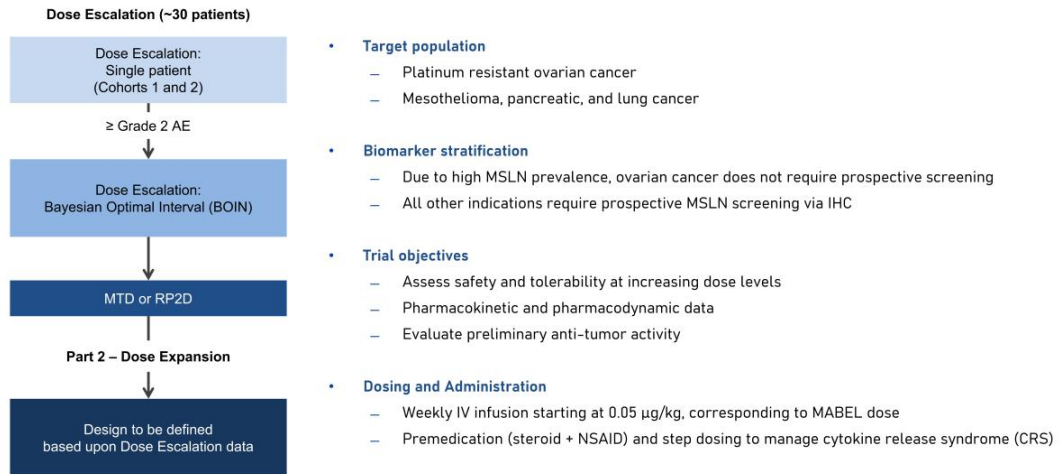 Dose Escalation (~30 patients)
Dose Escalation:
Single patient
(Cohorts 1 and 2)
≥ Grade 2 AE
Dose Escalation:
Bayesian Optimal Interval (BOIN)
MTD or RP2D
Part 2 – Dose Expansion
Design to be defined
based upon Dose Escalation data
• Target population
– Platinum resistant ovarian cancer
– Mesothelioma, pancreatic, and lung cancer
• Biomarker stratification
– Due to high MSLN prevalence, ovarian cancer does not require prospective screening
– All other indications require prospective MSLN screening via IHC
• Trial objectives
– Assess safety and tolerability at increasing dose levels
– Pharmacokinetic and pharmacodynamic data
– Evaluate preliminary anti-tumor activity
• Dosing and Administration
– Weekly IV infusion starting at 0.05 µg/kg, corresponding to MABEL dose
– Premedication (steroid + NSAID) and step dosing to manage cytokine release syndrome (CRS)